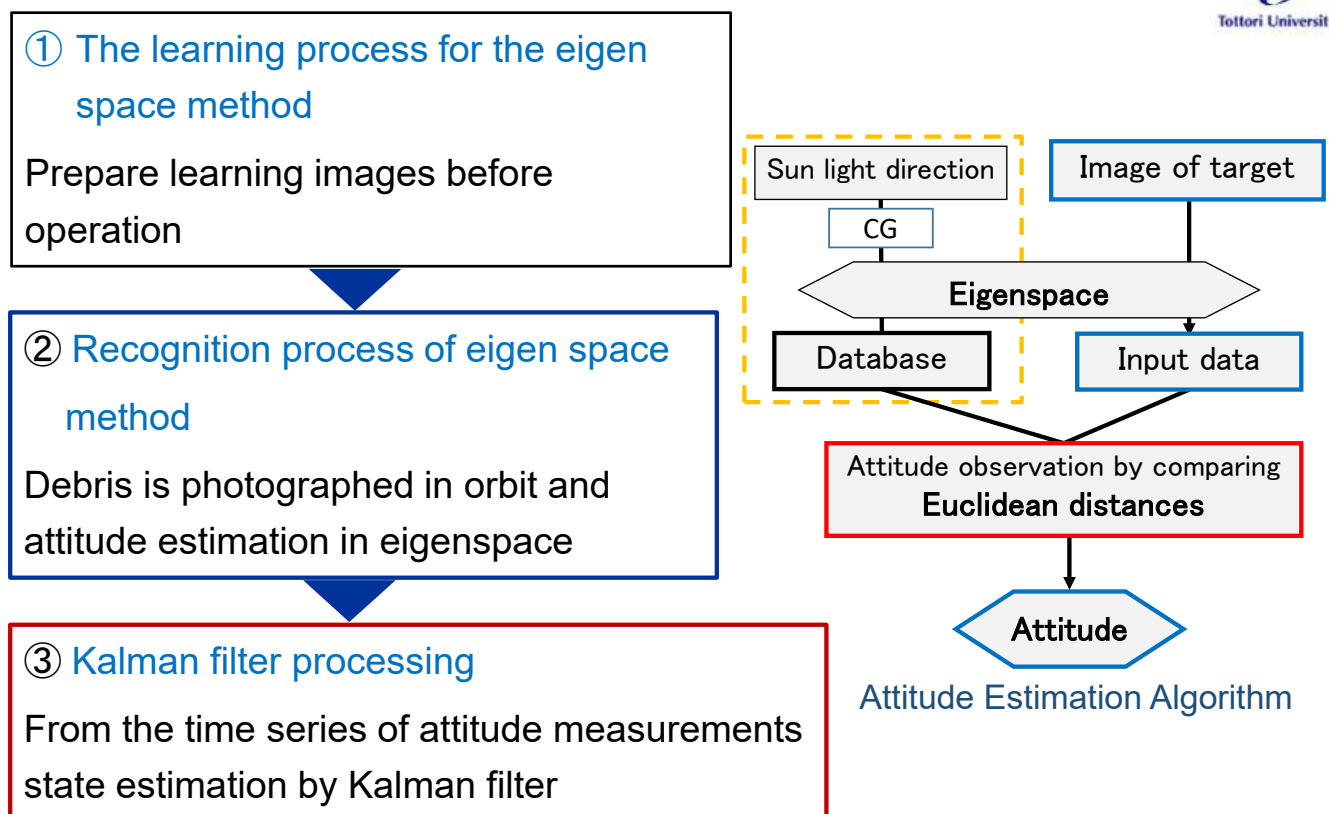 Tottori Universit
① The learning process for the eigen
space method
Prepare learning images before
operation
② Recognition process of eigen space
method
Debris is photographed in orbit and
attitude estimation in eigenspace
③ Kalman filter processing
From the time series of attitude measurements
state estimation by Kalman filter
Sun light direction
Image of target
CG
Eigenspace
Database
Input data
Attitude observation by comparing
Euclidean distances
Attitude
Attitude Estimation Algorithm